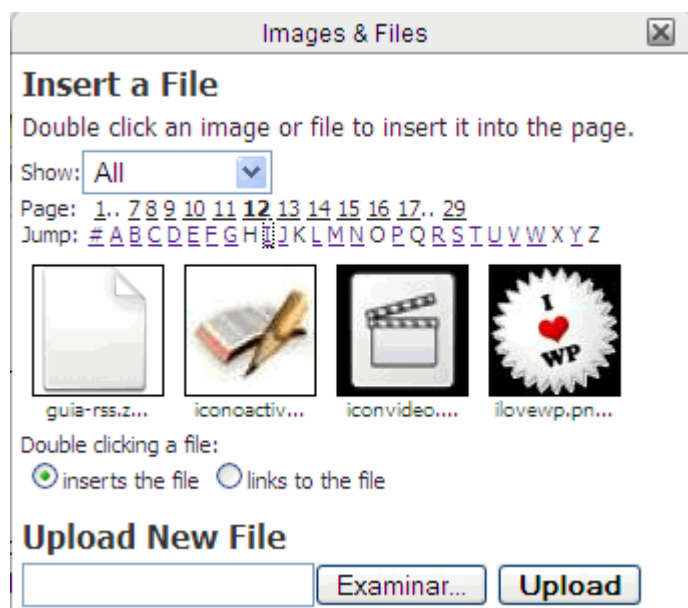 Images & Files
Insert a File
Double click an image or file to insert it into the page.
Show: All
Page: 1.. 7 8 9 10 11 12 13 14 15 16 17.. 29
Jump: # A B C D E F G H I J K L M N O P Q R S T U V W X Y Z
I
WP
guia-rss.z... iconoactiv... iconvideo.... ilovewp.pn...
Double clicking a file:
inserts the file links to the file
Upload New File
Examinar... Upload